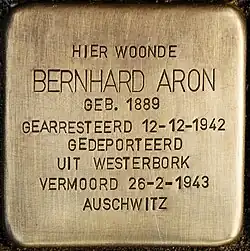 HIER WOONDE
BERNHARD ARON
GEB. 1889
GEARRESTEERD 12-12-1942
GEDEPORTEERD
UIT WESTERBORK
VERMOORD 26-2-1943
AUSCHWITZ